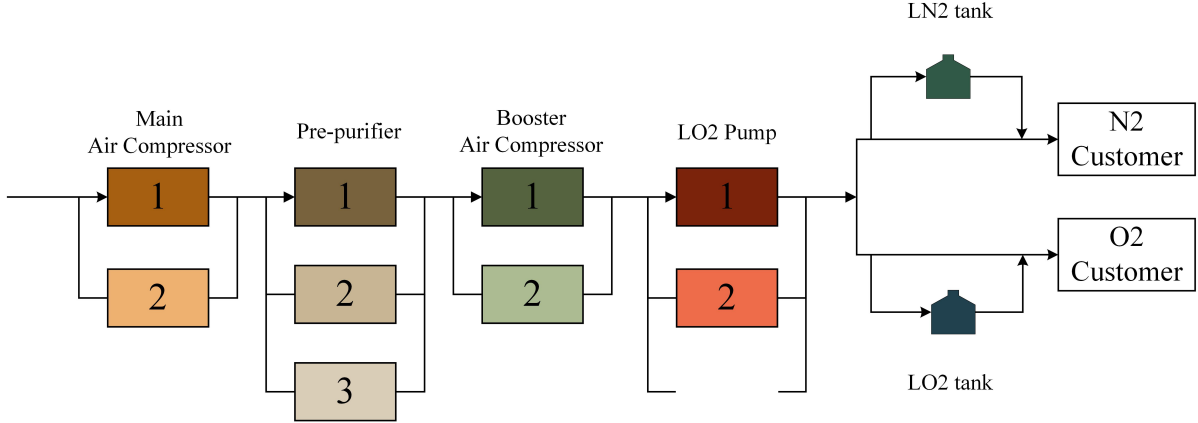 LN2 tank
Main
Air Compressor
Pre-purifier
Booster
Air Compressor
LO2 Pump
N2
Customer
1
1
1
1
O2
Customer
2
2
2
2
3
LO2 tank